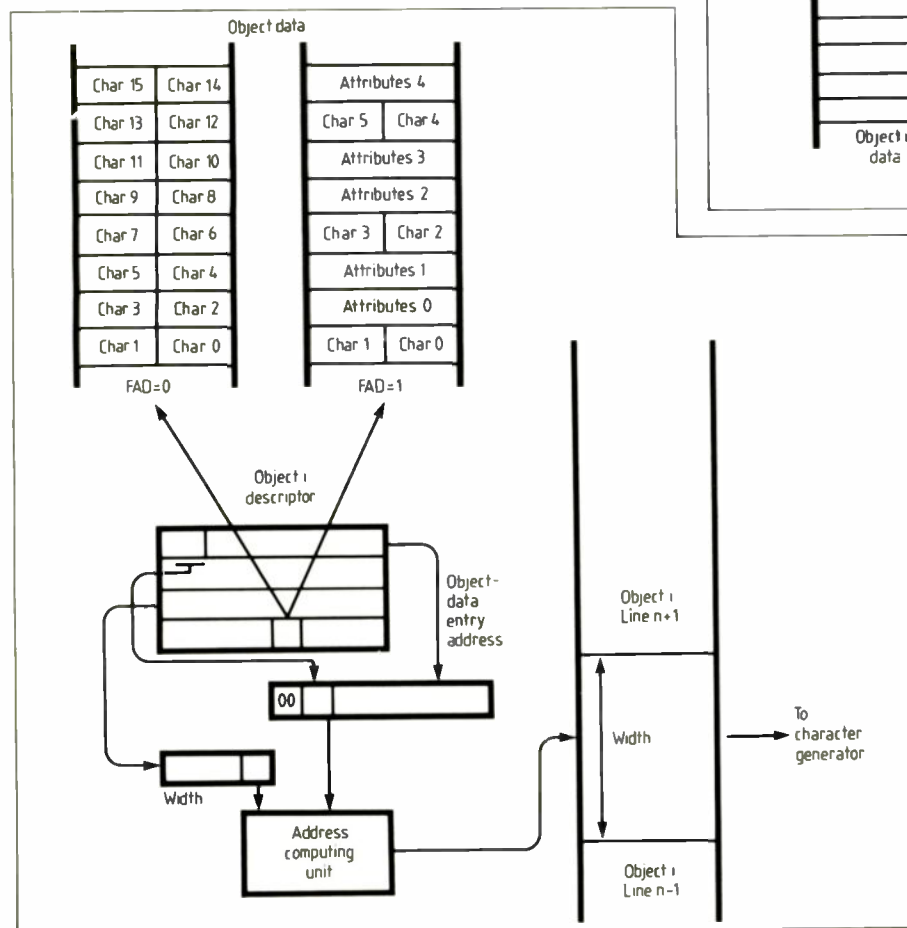 Object data
Char 15 Char 14
Char 13 Char 12
Char 11 Char 10
Char 9 Char 8
Char 7 Char 6
Char 5 Char 4
Char 3 Char 2
Char 1 Char 0
FAD=0
Attributes 4
Char 5 Char 4
Attributes 3
Attributes 2
Char 3 Char 2
Attributes 1
Attributes 0
Char 1 Char 0
FAD=1
Object i
descriptor
Object-
data
entry
address
00
Width
Address
computing
unit
Object i
Line n+1
Width
Object i
Line n-1
To
character
generator
Object
data